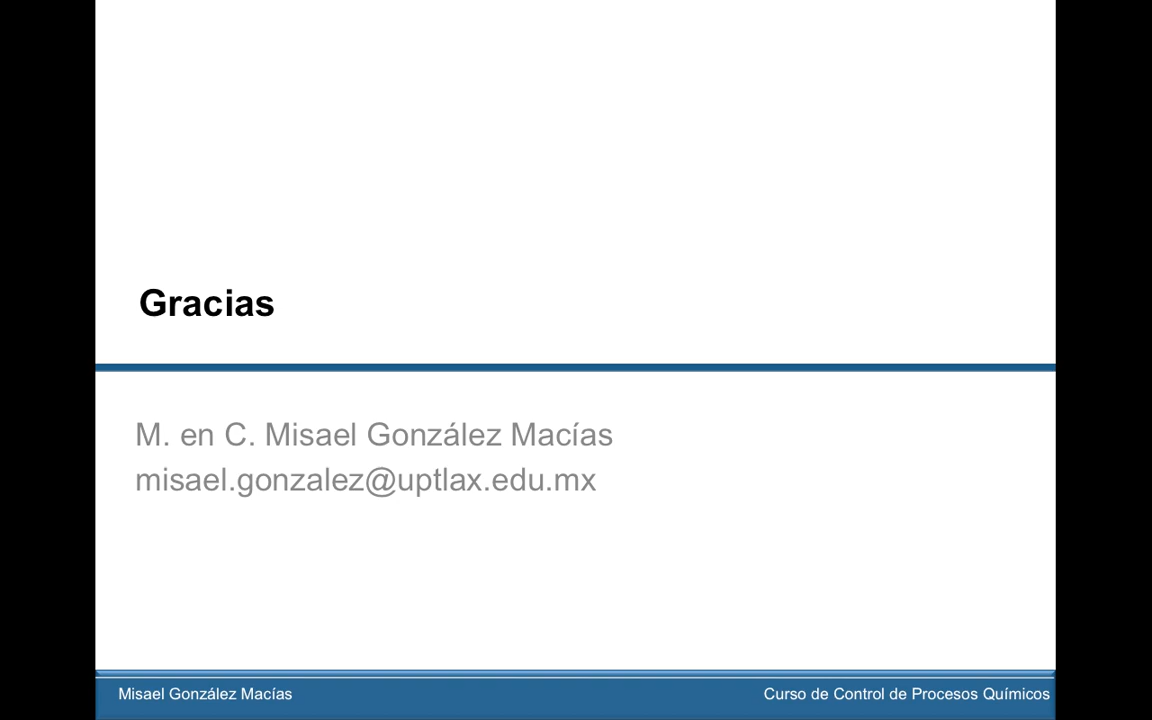 Gracias
M. en C. Misael González Macías
misael.gonzalez@uptlax.edu.mx
Misael González Macías
Curso de Control de Procesos Químicos